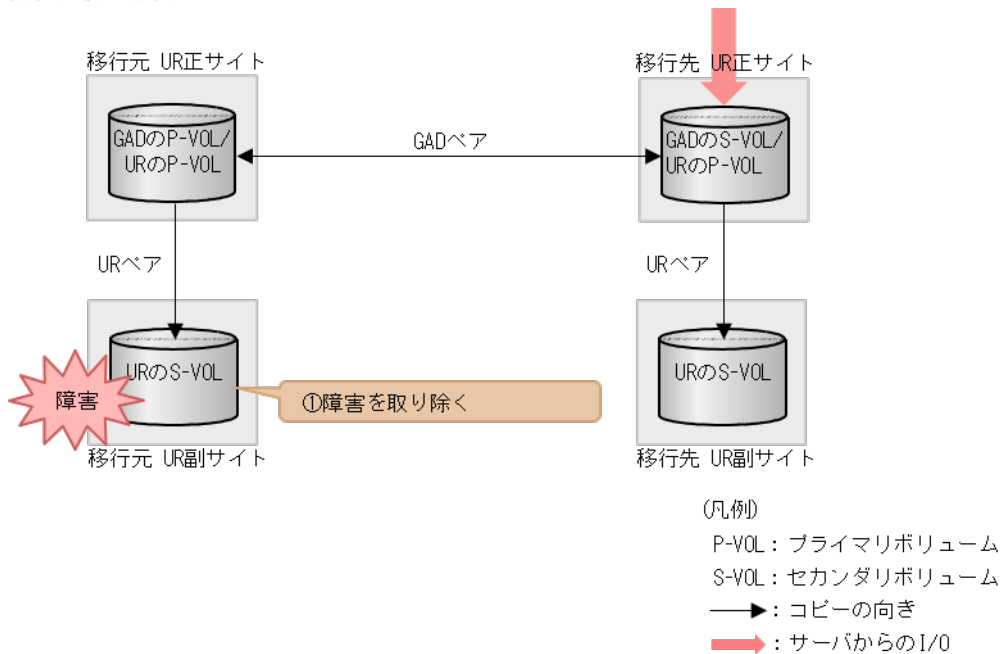 移行元 UR正サイト
移行先 UR正サイト
GADのP-VOL/
URのP-VOL
GADペア
GADのS-VOL/
URのP-VOL
URペア
URペア
URのS-VOL
障害
①障害を取り除く
URのS-VOL
移行元 UR副サイト
移行先 UR副サイト
(凡例)
P-VOL：プライマリボリューム
S-VOL：セカンダリボリューム
：コピーの向き
：サーバからのI/O